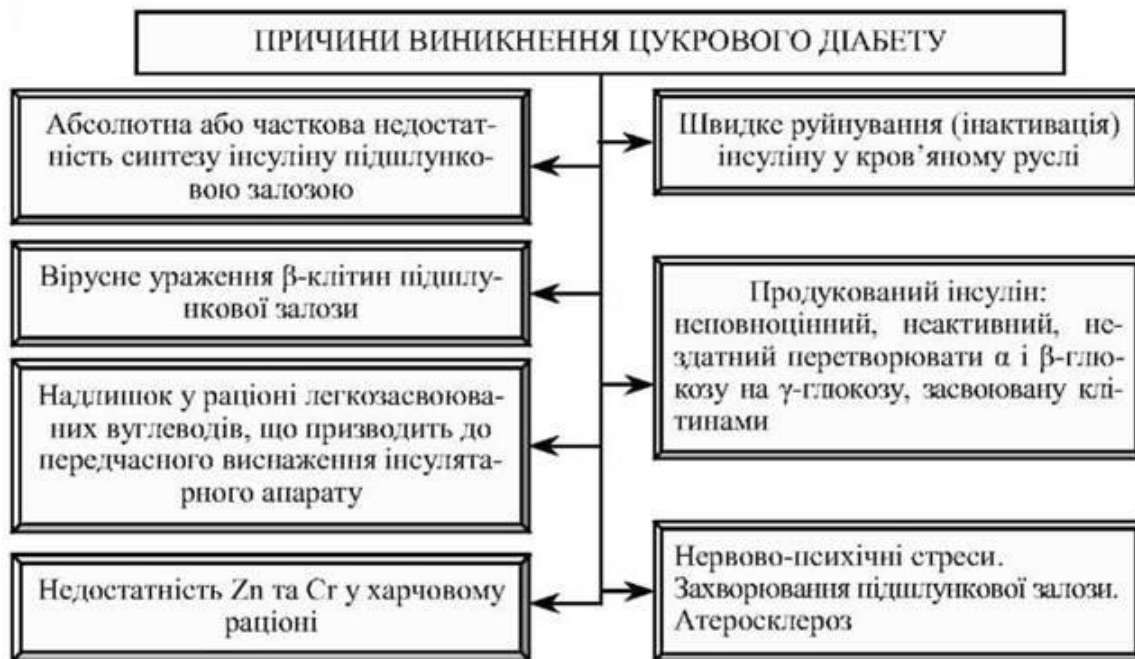 ПРИЧИНИ ВИНИКНЕННЯ ЦУКРОВОГО ДІАБЕТУ
Абсолютна або часткова недостат-
ність синтезу інсуліну підшлунко-
вою залозою
Вірусне ураження β-клітин підшлу-
нкової залози
Надлишок у раціоні легкозасвоюва-
них вуглеводів, що призводить до
передчасного виснаження інсулята-
рного апарату
Недостатність Zn та Cr у харчовому
раціоні
Швидке руйнування (інактивація)
інсуліну у кров’яному руслі
Продукований інсулін:
неповноцінний, неактивний, не-
здатний перетворювати α і β-глю-
козу на γ-глюкозу, засвоювану клі-
тинами
Нервово-психічні стреси.
Захворювання підшлункової залози.
Атеросклероз